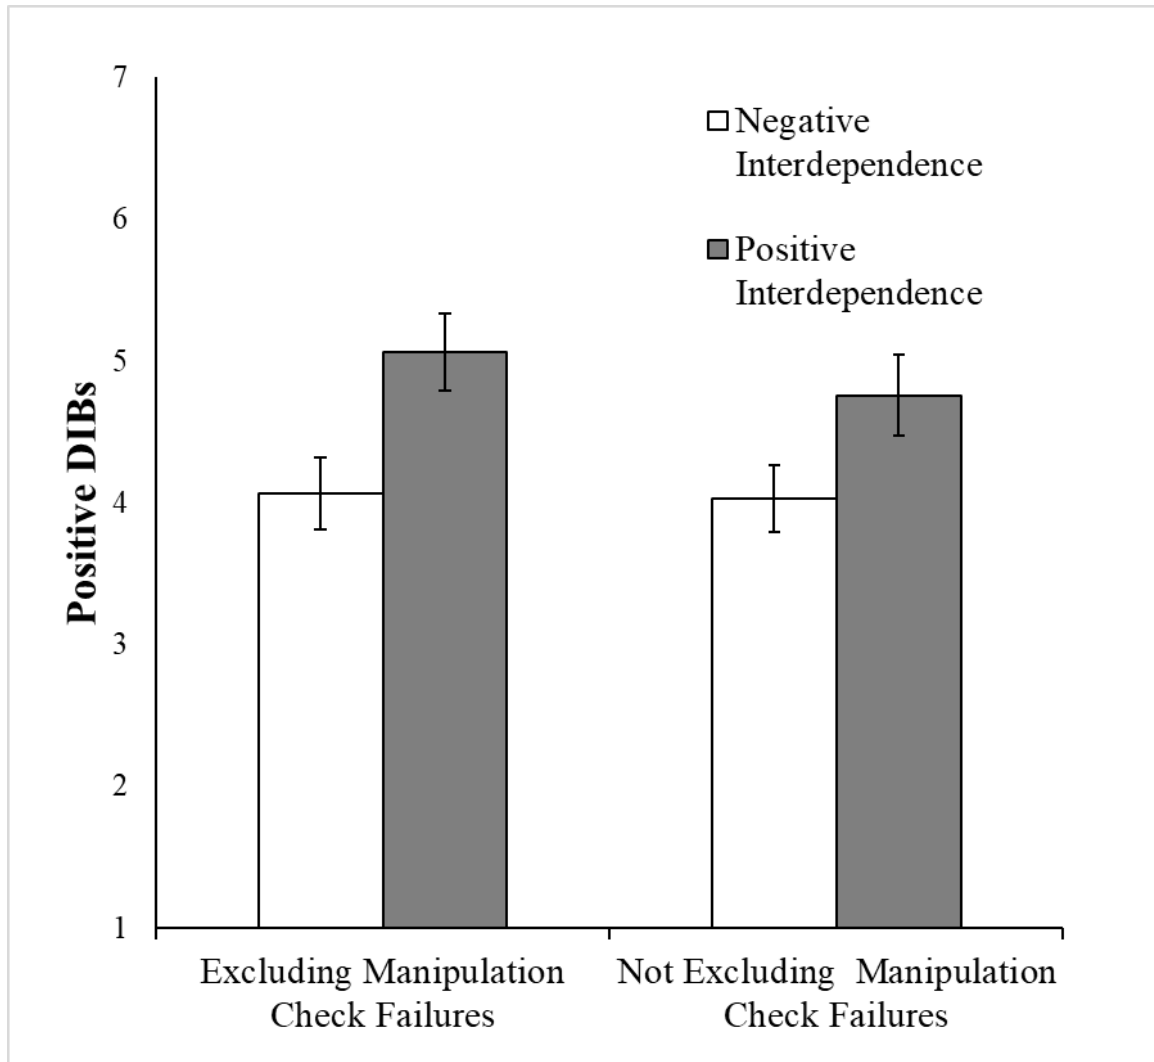 7
Negative
Interdependence
6
Positive
Interdependence
5
Positive DIBs
4
3
2
1
Excluding Manipulation
Check Failures
Not Excluding Manipulation
Check Failures